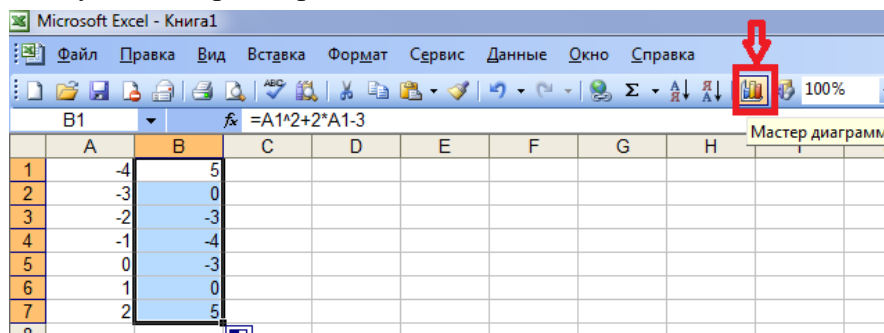 Microsoft Excel - Книга1
Файл Правка Вид Вставка Формат Сервис Данные Окно Справка
ABC Σ А Я Я А 100%
B1 fx =A1^2+2*A1-3
Мастер диаграмм
A B C D E F G H
1 -4 5
2 -3 0
3 -2 -3
4 -1 -4
5 0 -3
6 1 0
7 2 5